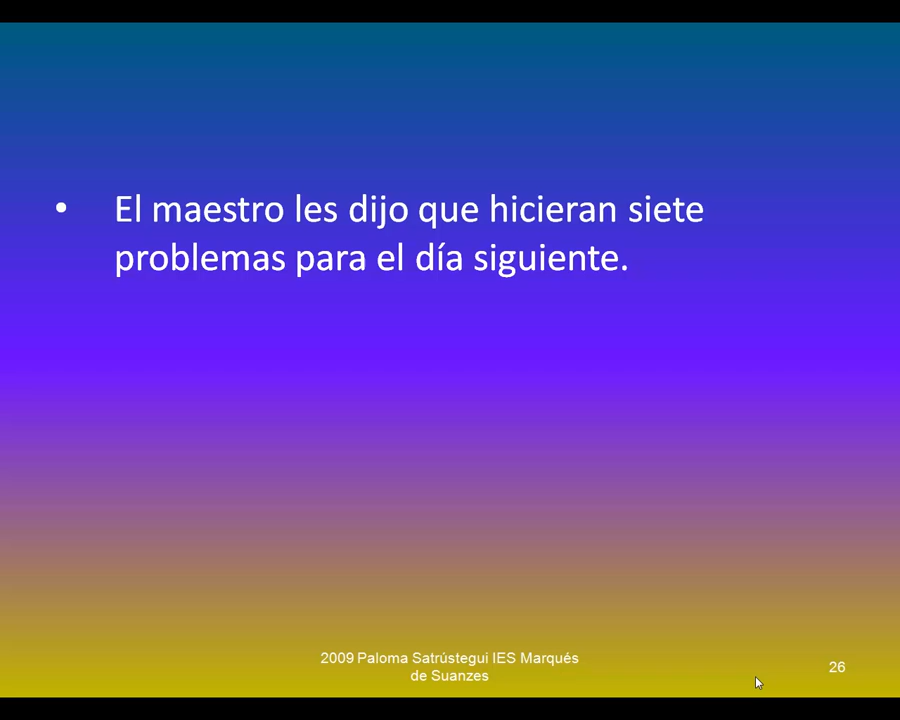 • El maestro les dijo que hicieran siete
problemas para el día siguiente.
2009 Paloma Satrústegui IES Marqués
de Suanzes
26